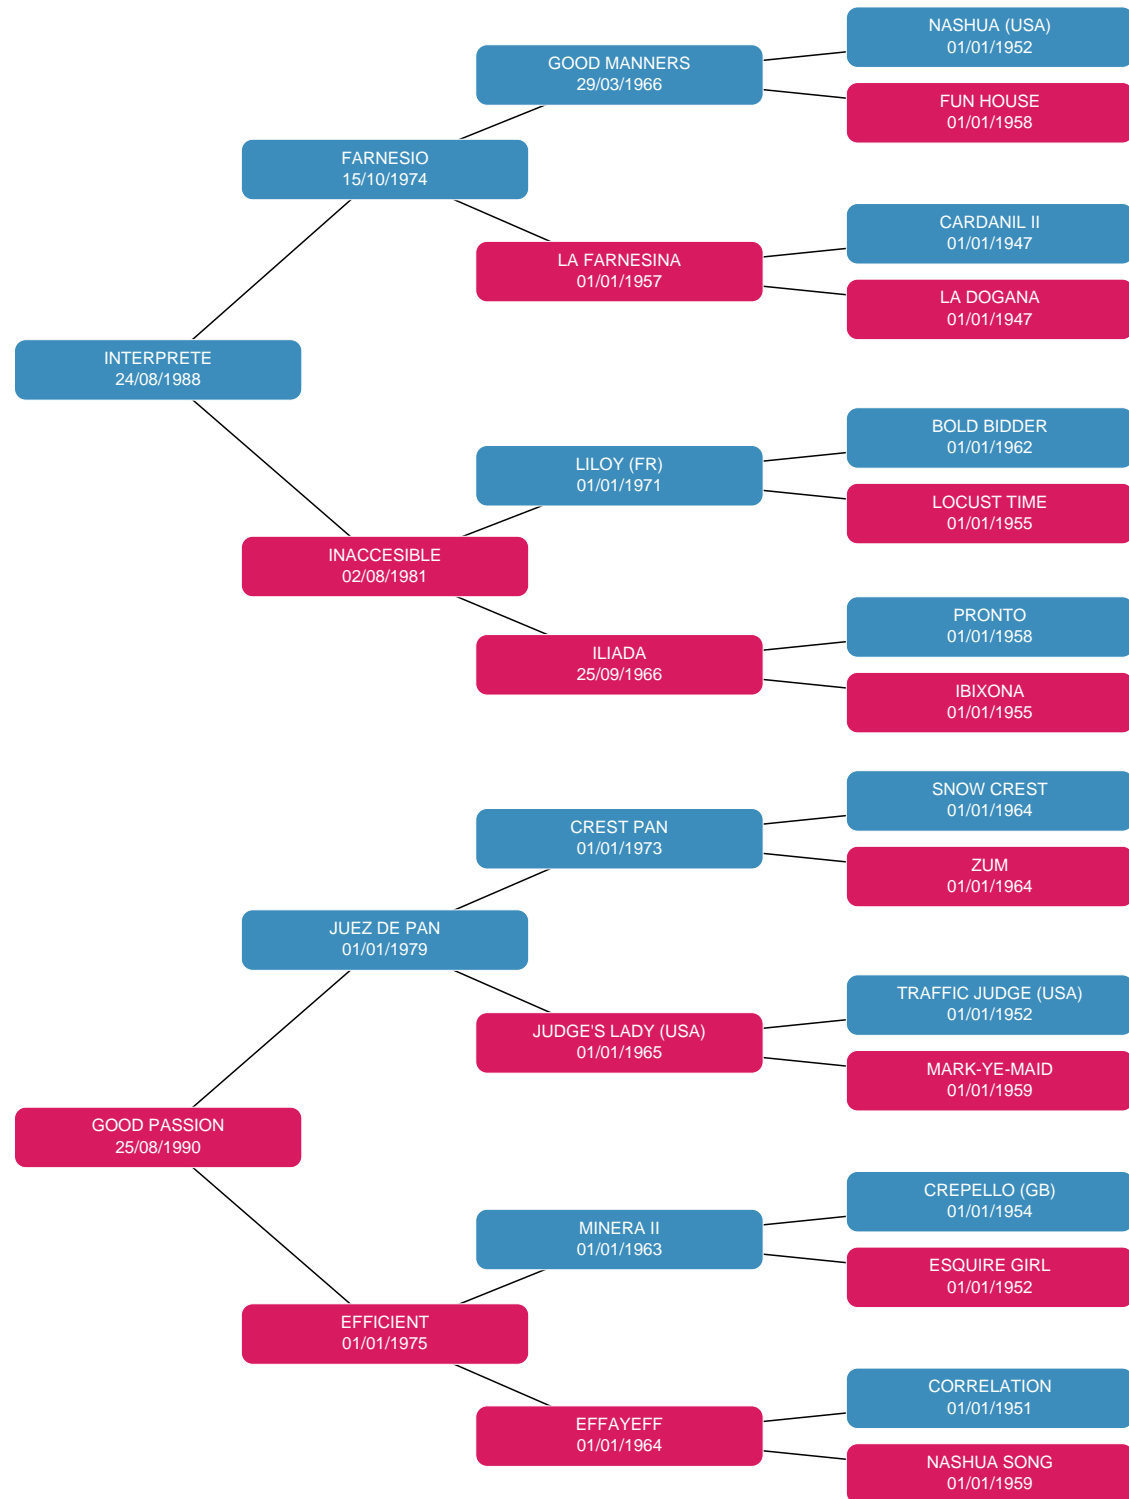 NASHUA (USA)
01/01/1952
GOOD MANNERS
29/03/1966
FUN HOUSE
01/01/1958
FARNESIO
15/10/1974
CARDANIL II
01/01/1947
LA FARNESINA
01/01/1957
LA DOGANA
01/01/1947
INTERPRETE
24/08/1988
BOLD BIDDER
01/01/1962
LILOY (FR)
01/01/1971
LOCUST TIME
01/01/1955
INACCESIBLE
02/08/1981
PRONTO
01/01/1958
ILIADA
25/09/1966
IBIXONA
01/01/1955
SNOW CREST
01/01/1964
CREST PAN
01/01/1973
ZUM
01/01/1964
JUEZ DE PAN
01/01/1979
TRAFFIC JUDGE (USA)
01/01/1952
JUDGE'S LADY (USA)
01/01/1965
MARK-YE-MAID
01/01/1959
GOOD PASSION
25/08/1990
CREPELLO (GB)
01/01/1954
MINERA II
01/01/1963
ESQUIRE GIRL
01/01/1952
EFFICIENT
01/01/1975
CORRELATION
01/01/1951
EFFAYEFF
01/01/1964
NASHUA SONG
01/01/1959